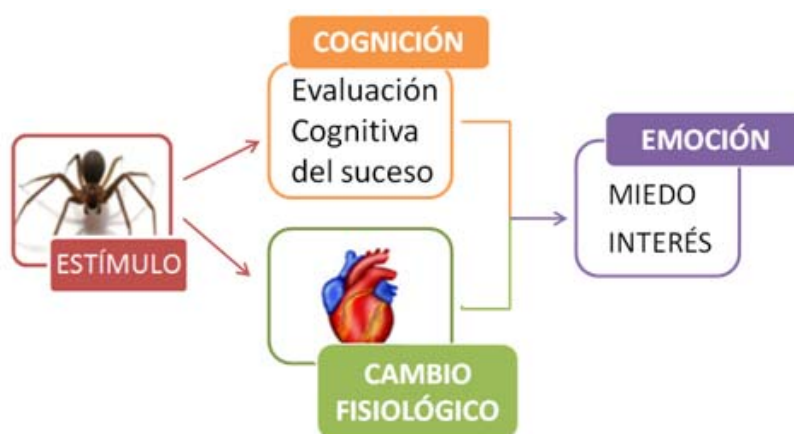 COGNICIÓN
Evaluación
Cognitiva
del suceso
ESTÍMULO
CAMBIO
FISIOLÓGICO
EMOCIÓN
MIEDO
INTERÉS